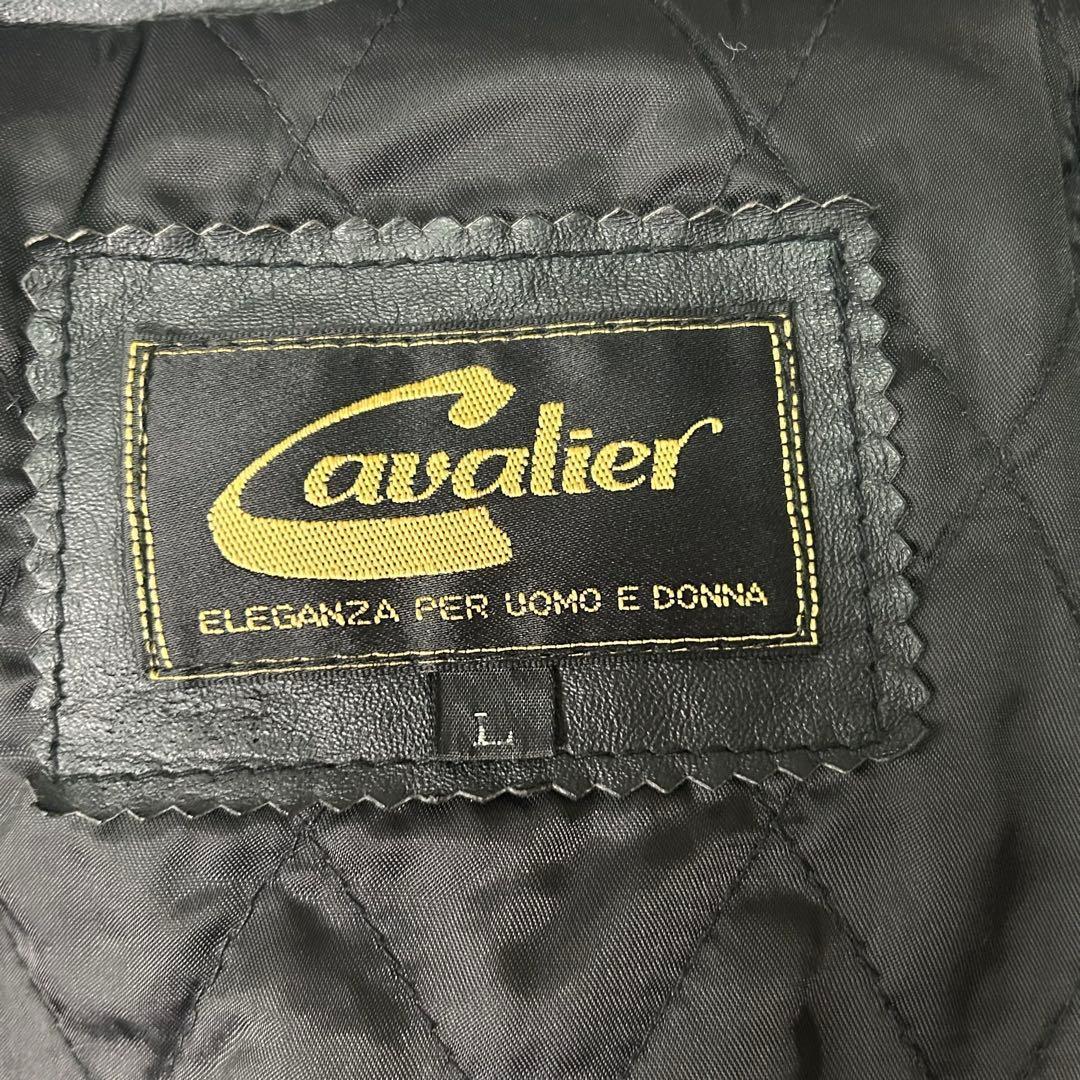 Cavalier
ELEGANZA PER UOMO E DONNA
L